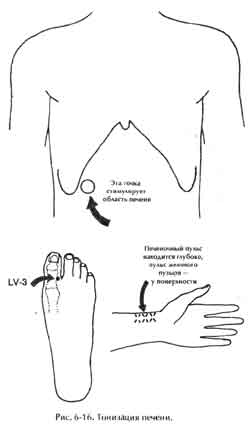 Эта точка
стимулирует
область печени
Печеночный пульс
находится глубоко,
пульс желчного
пузыря —
у поверхности
LV-3
Рис. 6-16. Тонизация печени.